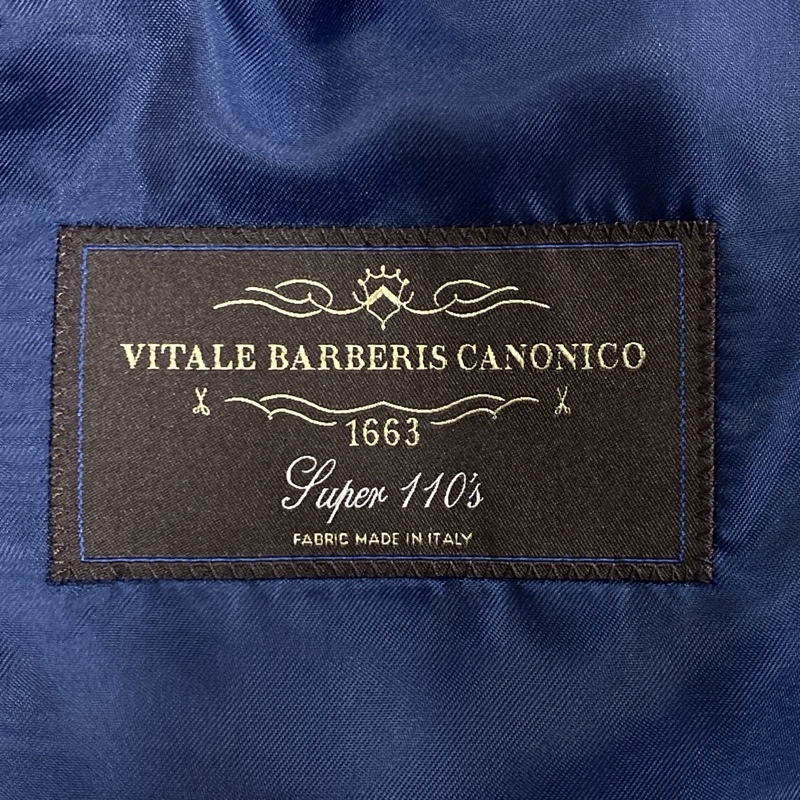 VITALE BARBERIS CANONICO
1663
Super 110's
FABRIC MADE IN ITALY